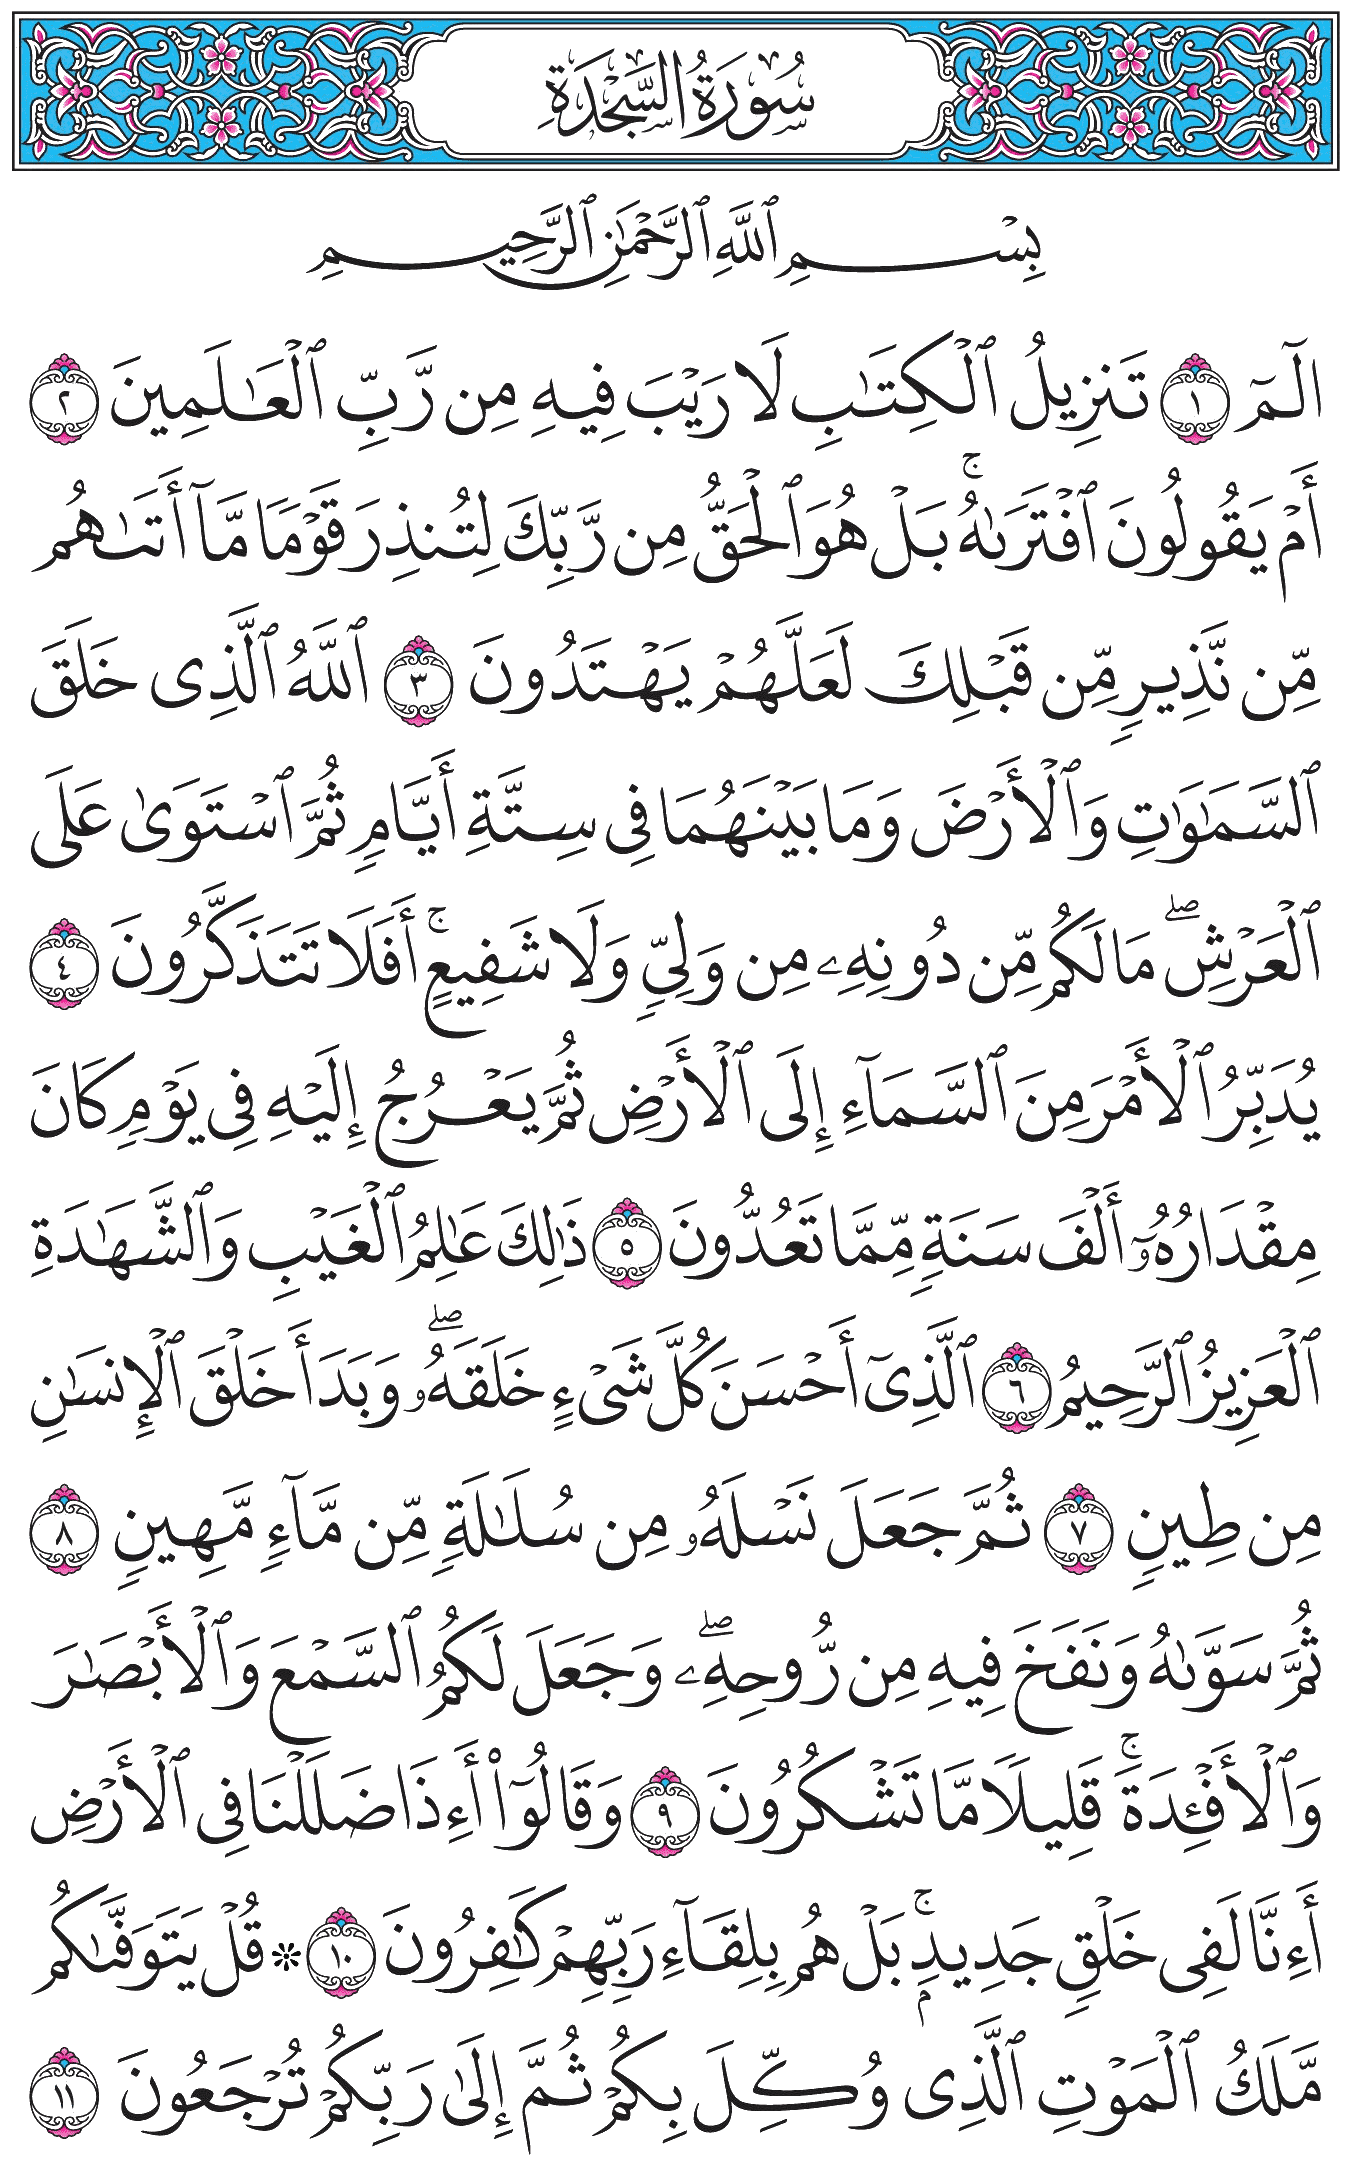 سُورَةُ السَّجْدَةِ
بِسْمِ ٱللَّهِ ٱلرَّحْمَٰنِ ٱلرَّحِيمِ
الٓمٓ ١ تَنزِيلُ ٱلْكِتَٰبِ لَا رَيْبَ فِيهِ مِن رَّبِّ ٱلْعَٰلَمِينَ ٢
أَمْ يَقُولُونَ ٱفْتَرَىٰهُۚ بَلْ هُوَ ٱلْحَقُّ مِن رَّبِّكَ لِتُنذِرَ قَوْمًا مَّآ أَتَىٰهُم
مِّن نَّذِيرٍ مِّن قَبْلِكَ لَعَلَّهُمْ يَهْتَدُونَ ٣ ٱللَّهُ ٱلَّذِى خَلَقَ
ٱلسَّمَٰوَٰتِ وَٱلْأَرْضَ وَمَا بَيْنَهُمَا فِى سِتَّةِ أَيَّامٍ ثُمَّ ٱسْتَوَىٰ عَلَى
ٱلْعَرْشِۖ مَا لَكُم مِّن دُونِهِۦ مِن وَلِىٍّ وَلَا شَفِيعٍۚ أَفَلَا تَتَذَكَّرُونَ ٤
يُدَبِّرُ ٱلْأَمْرَ مِنَ ٱلسَّمَآءِ إِلَى ٱلْأَرْضِ ثُمَّ يَعْرُجُ إِلَيْهِ فِى يَوْمٍ كَانَ
مِقْدَارُهُۥٓ أَلْفَ سَنَةٍ مِّمَّا تَعُدُّونَ ٥ ذَٰلِكَ عَٰلِمُ ٱلْغَيْبِ وَٱلشَّهَٰدَةِ
ٱلْعَزِيزُ ٱلرَّحِيمُ ٦ ٱلَّذِىٓ أَحْسَنَ كُلَّ شَىْءٍ خَلَقَهُۥۖ وَبَدَأَ خَلْقَ ٱلْإِنسَٰنِ
مِن طِينٍ ٧ ثُمَّ جَعَلَ نَسْلَهُۥ مِن سُلَٰلَةٍ مِّن مَّآءٍ مَّهِينٍ ٨
ثُمَّ سَوَّىٰهُ وَنَفَخَ فِيهِ مِن رُّوحِهِۦۖ وَجَعَلَ لَكُمُ ٱلسَّمْعَ وَٱلْأَبْصَٰرَ
وَٱلْأَفْـِٔدَةَۚ قَلِيلًا مَّا تَشْكُرُونَ ٩ وَقَالُوٓا۟ أَءِذَا ضَلَلْنَا فِى ٱلْأَرْضِ
أَءِنَّا لَفِى خَلْقٍ جَدِيدٍۭۚ بَلْ هُم بِلِقَآءِ رَبِّهِمْ كَٰفِرُونَ ١٠ ۞ قُلْ يَتَوَفَّىٰكُم
مَّلَكُ ٱلْمَوْتِ ٱلَّذِى وُكِّلَ بِكُمْ ثُمَّ إِلَىٰ رَبِّكُمْ تُرْجَعُونَ ١١